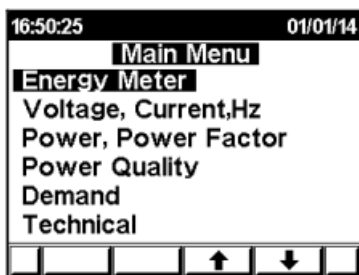 16:50:25 01/01/14
Main Menu
Energy Meter
Voltage, Current,Hz
Power, Power Factor
Power Quality
Demand
Technical